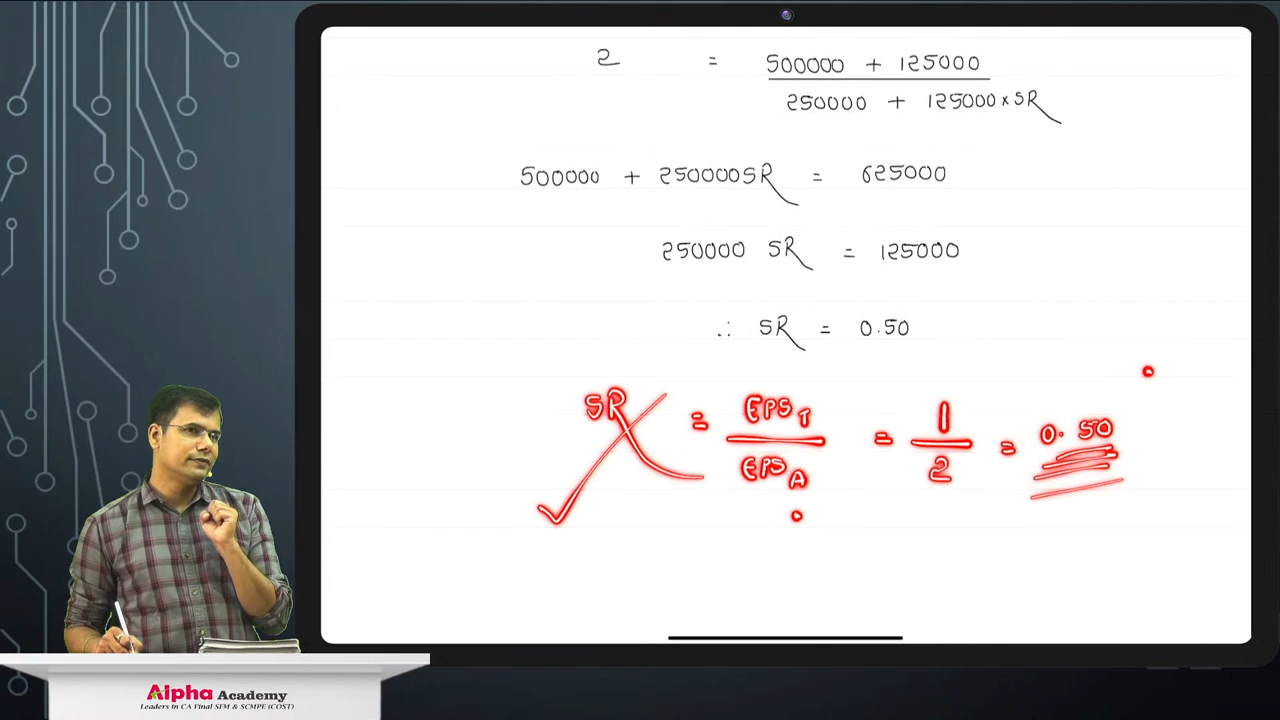 2 = 500000 + 125000
250000 + 125000 × SR
500000 + 250000SR = 625000
250000 SR = 125000
∴ SR = 0.50
SR = EPS_T / EPS_A = 1 / 2 = 0.50
Alpha Academy
Leaders in CA Final SFM & SCMPE (COST)